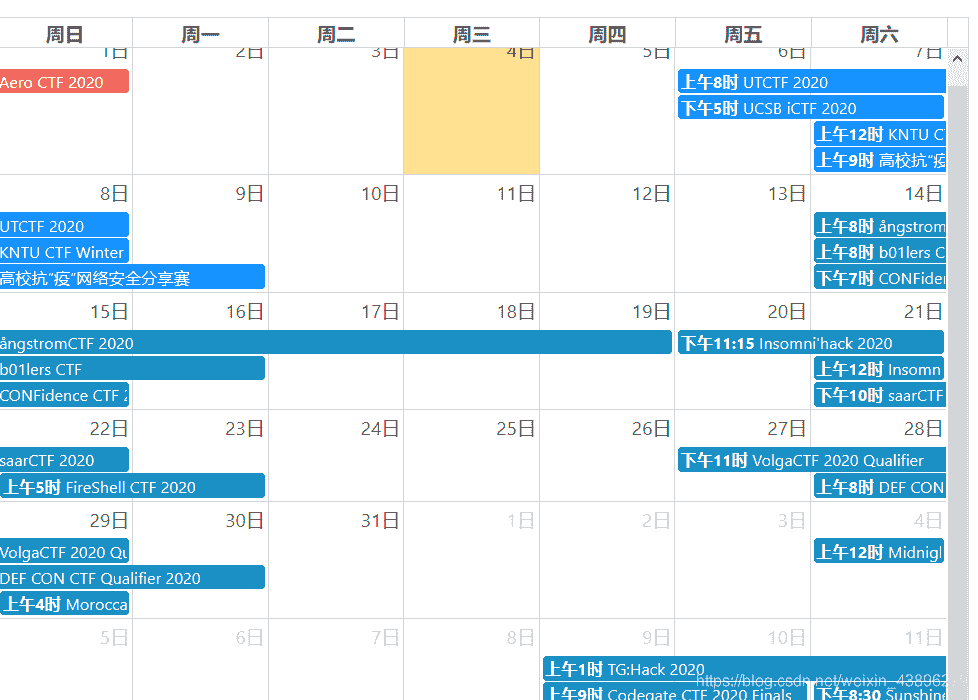 周日 周一 周二 周三 周四 周五 周六
1日 2日 3日 4日 5日 6日 7日
Aero CTF 2020 上午8时 UTCTF 2020
下午5时 UCSB iCTF 2020
上午12时 KNTU C
上午9时 高校抗“疫
8日 9日 10日 11日 12日 13日 14日
UTCTF 2020 上午8时 ångstrom
KNTU CTF Winter 上午8时 b01lers C
高校抗“疫”网络安全分享赛 下午7时 CONFiden
15日 16日 17日 18日 19日 20日 21日
ångstromCTF 2020 下午11:15 Insomni'hack 2020
b01lers CTF 上午12时 Insomn
CONFidence CTF 2 下午10时 saarCTF
22日 23日 24日 25日 26日 27日 28日
saarCTF 2020 下午11时 VolgaCTF 2020 Qualifier
上午5时 FireShell CTF 2020 上午8时 DEF CON
29日 30日 31日 1日 2日 3日 4日
VolgaCTF 2020 Qu 上午12时 Midnigl
DEF CON CTF Qualifier 2020
上午4时 Morocca
5日 6日 7日 8日 9日 10日 11日
上午1时 TG:Hack 2020
上午9时 Codegate CTF 2020 Finals 下午8:30 Sunshine